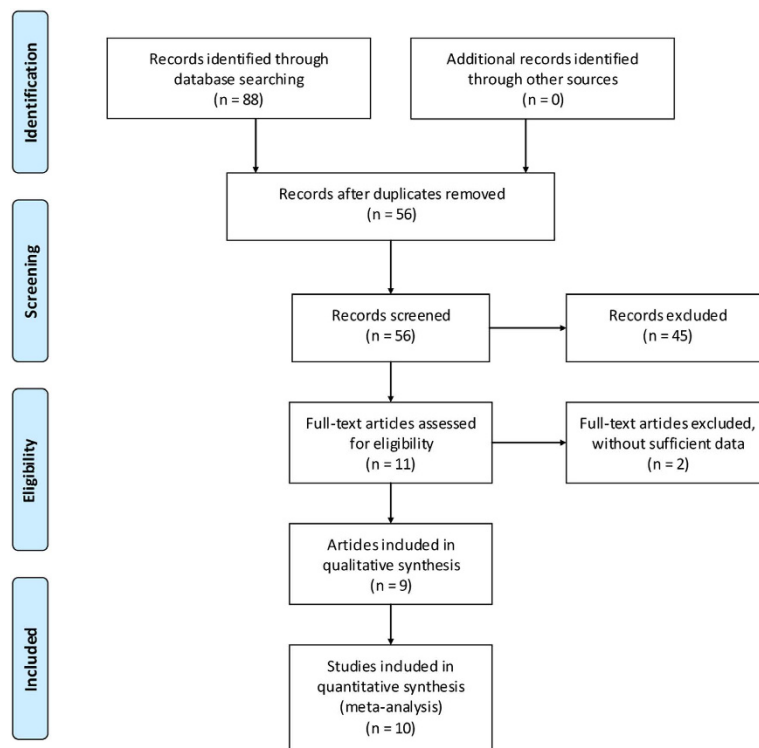 Identification
Records identified through
database searching
(n = 88)
Additional records identified
through other sources
(n = 0)
Records after duplicates removed
(n = 56)
Screening
Records screened
(n = 56)
Records excluded
(n = 45)
Eligibility
Full-text articles assessed
for eligibility
(n = 11)
Full-text articles excluded,
without sufficient data
(n = 2)
Articles included in
qualitative synthesis
(n = 9)
Included
Studies included in
quantitative synthesis
(meta-analysis)
(n = 10)